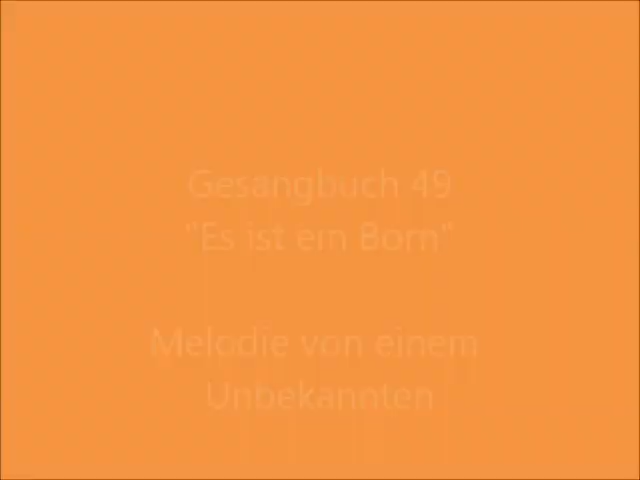 Gesangbuch 49
"Es ist ein Born"
Melodie von einem
Unbekannten